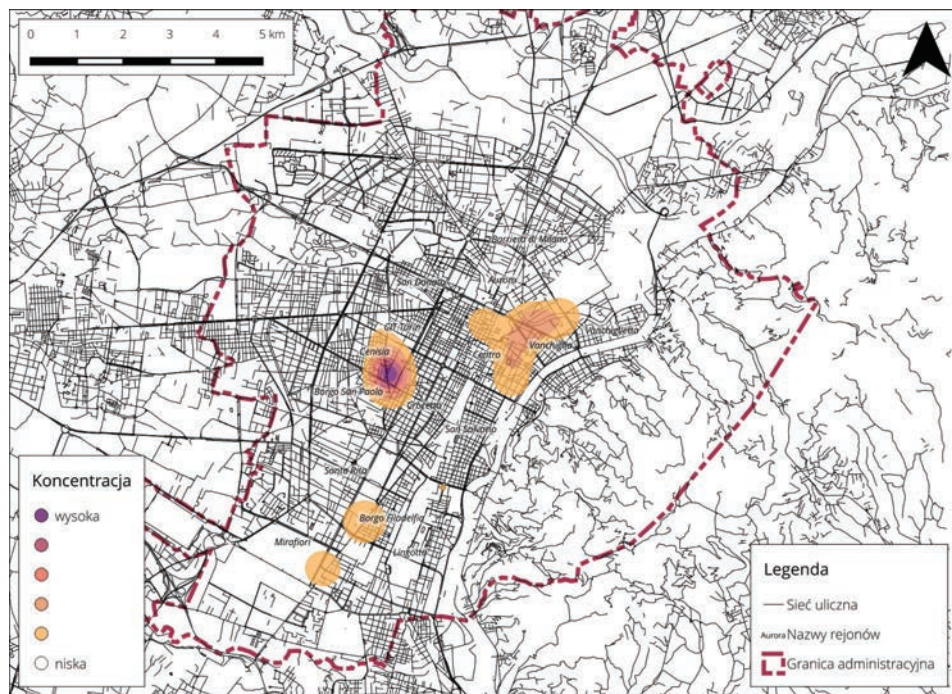 0 1 2 3 4 5 km
Barriera di Milano
Aurora
San Donato
Cit Turin
Vanchiglietta
Cenisia
Centro
Vanchiglia
Borgo San Paolo
Crocetta
San Salvario
Santa Rita
Borgo Filadelfia
Mirafiori
Lingotto
Koncentracja
wysoka
niska
Legenda
Sieć uliczna
Aurora Nazwy rejonów
Granica administracyjna